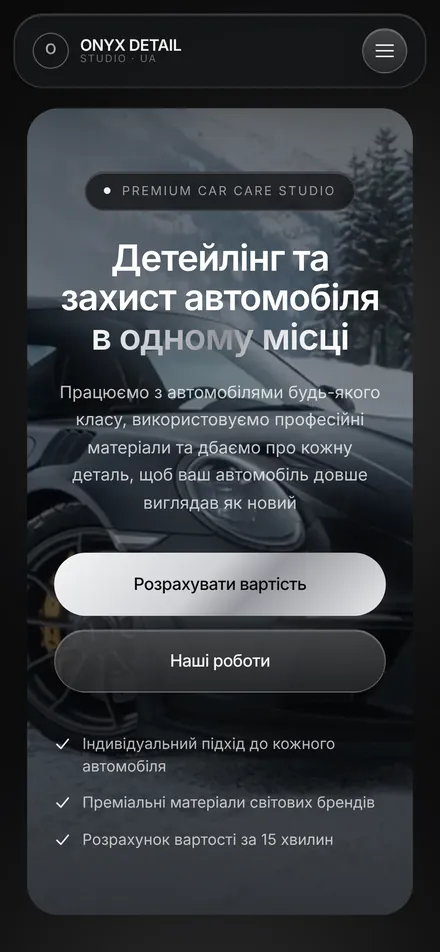 O
ONYX DETAIL
STUDIO · UA
PREMIUM CAR CARE STUDIO
Детейлінг та
захист автомобіля
в одному місці
Працюємо з автомобілями будь-якого
класу, використовуємо професійні
матеріали та дбаємо про кожну
деталь, щоб ваш автомобіль довше
виглядав як новий
Розрахувати вартість
Наші роботи
Індивідуальний підхід до кожного
автомобіля
Преміальні матеріали світових брендів
Розрахунок вартості за 15 хвилин